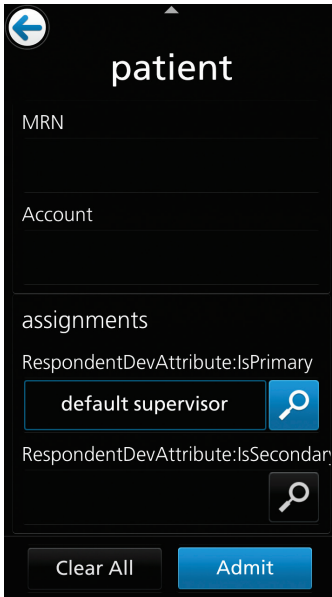 patient
MRN
Account
assignments
RespondentDevAttribute:IsPrimary
default supervisor
RespondentDevAttribute:IsSecondary
Clear All
Admit